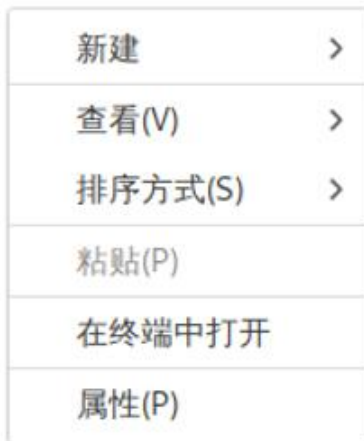 新建
查看(V)
排序方式(S)
粘贴(P)
在终端中打开
属性(P)